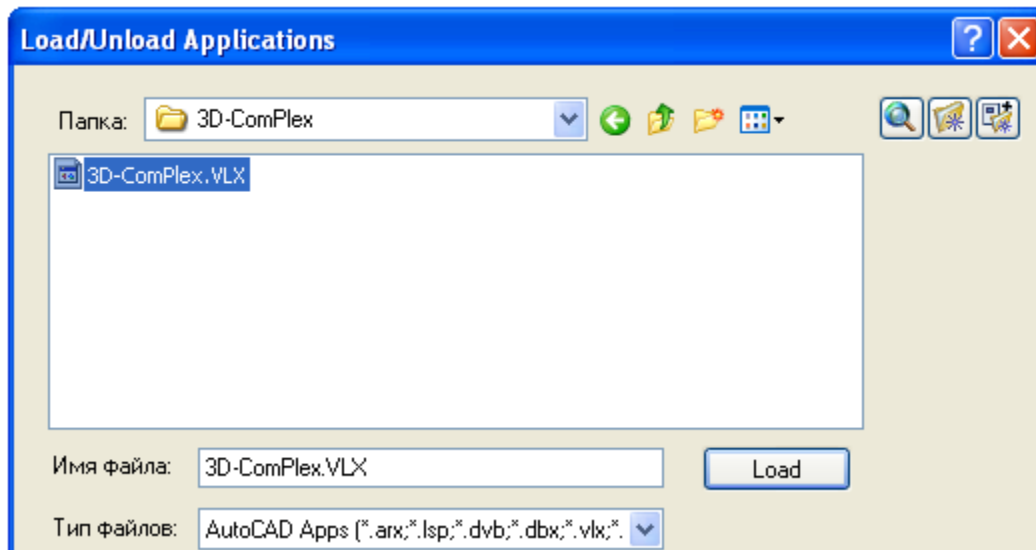 Load/Unload Applications
Папка: 3D-ComPlex
3D-ComPlex.VLX
Имя файла: 3D-ComPlex.VLX Load
Тип файлов: AutoCAD Apps (*.arx;*.lsp;*.dvb;*.dbx;*.vlx;*.